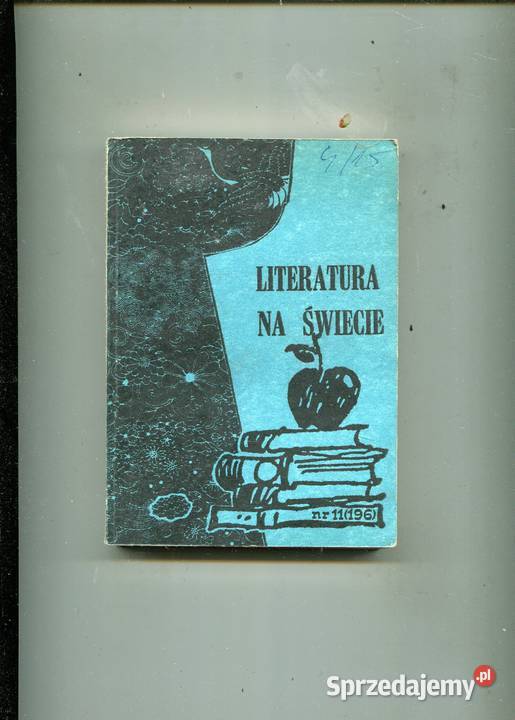 LITERATURA
NA ŚWIECIE
nr 11(196)
Sprzedajemy.pl